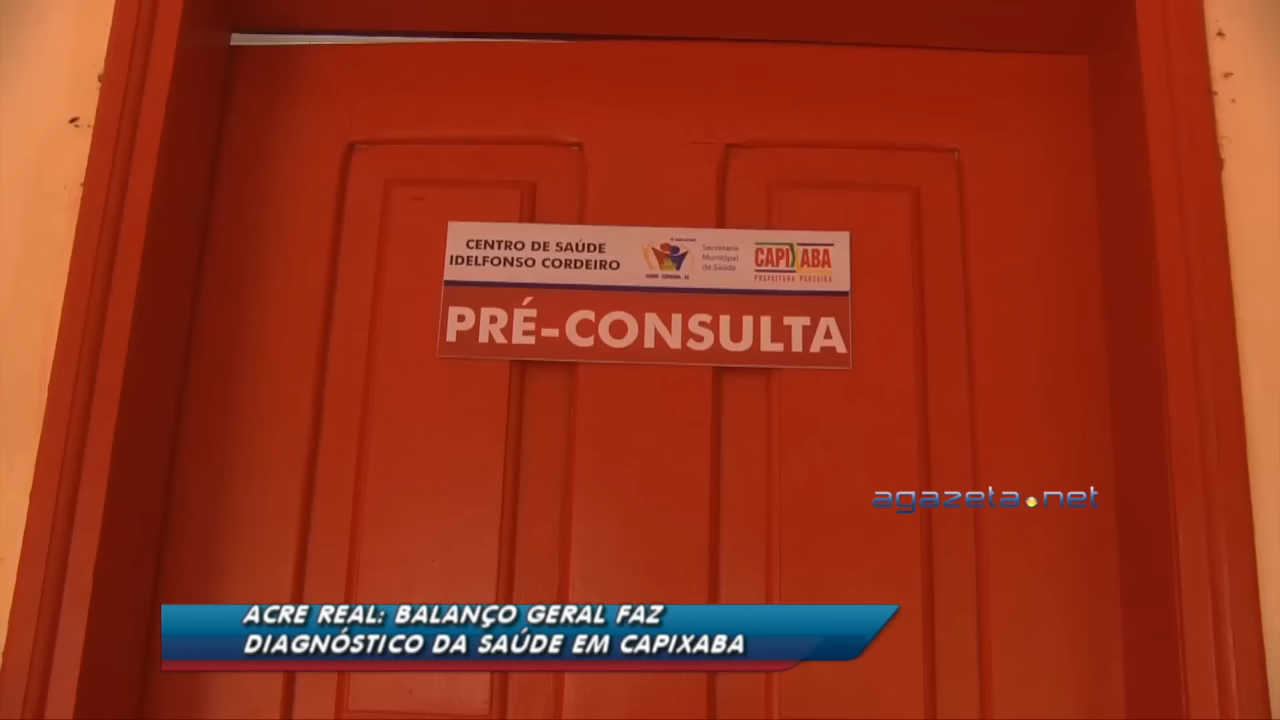 CENTRO DE SAÚDE
IDELFONSO CORDEIRO
Secretaria
Municipal
de Saúde
CAPIXABA
PREFEITURA PARCEIRA
PRÉ-CONSULTA
agazeta.net
ACRE REAL: BALANÇO GERAL FAZ
DIAGNÓSTICO DA SAÚDE EM CAPIXABA